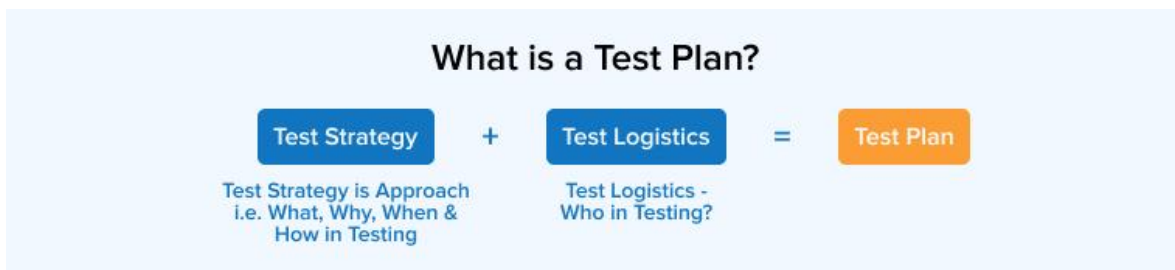 What is a Test Plan?
Test Strategy + Test Logistics = Test Plan
Test Strategy is Approach
i.e. What, Why, When &
How in Testing
Test Logistics -
Who in Testing?